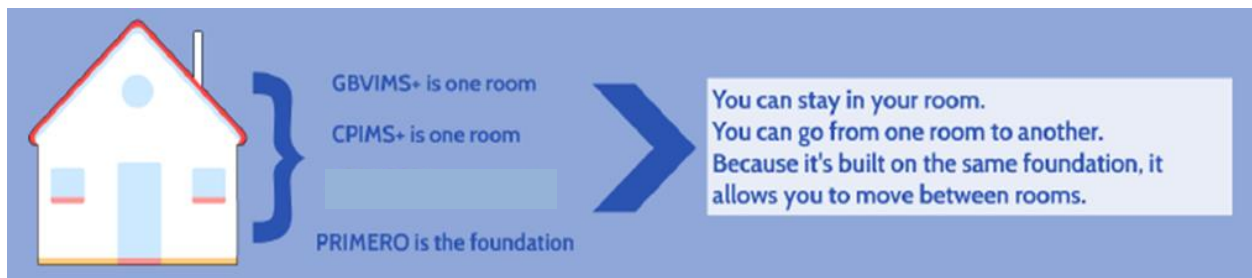 GBVIMS+ is one room
CPIMS+ is one room
PRIMERO is the foundation
You can stay in your room.
You can go from one room to another.
Because it's built on the same foundation, it
allows you to move between rooms.